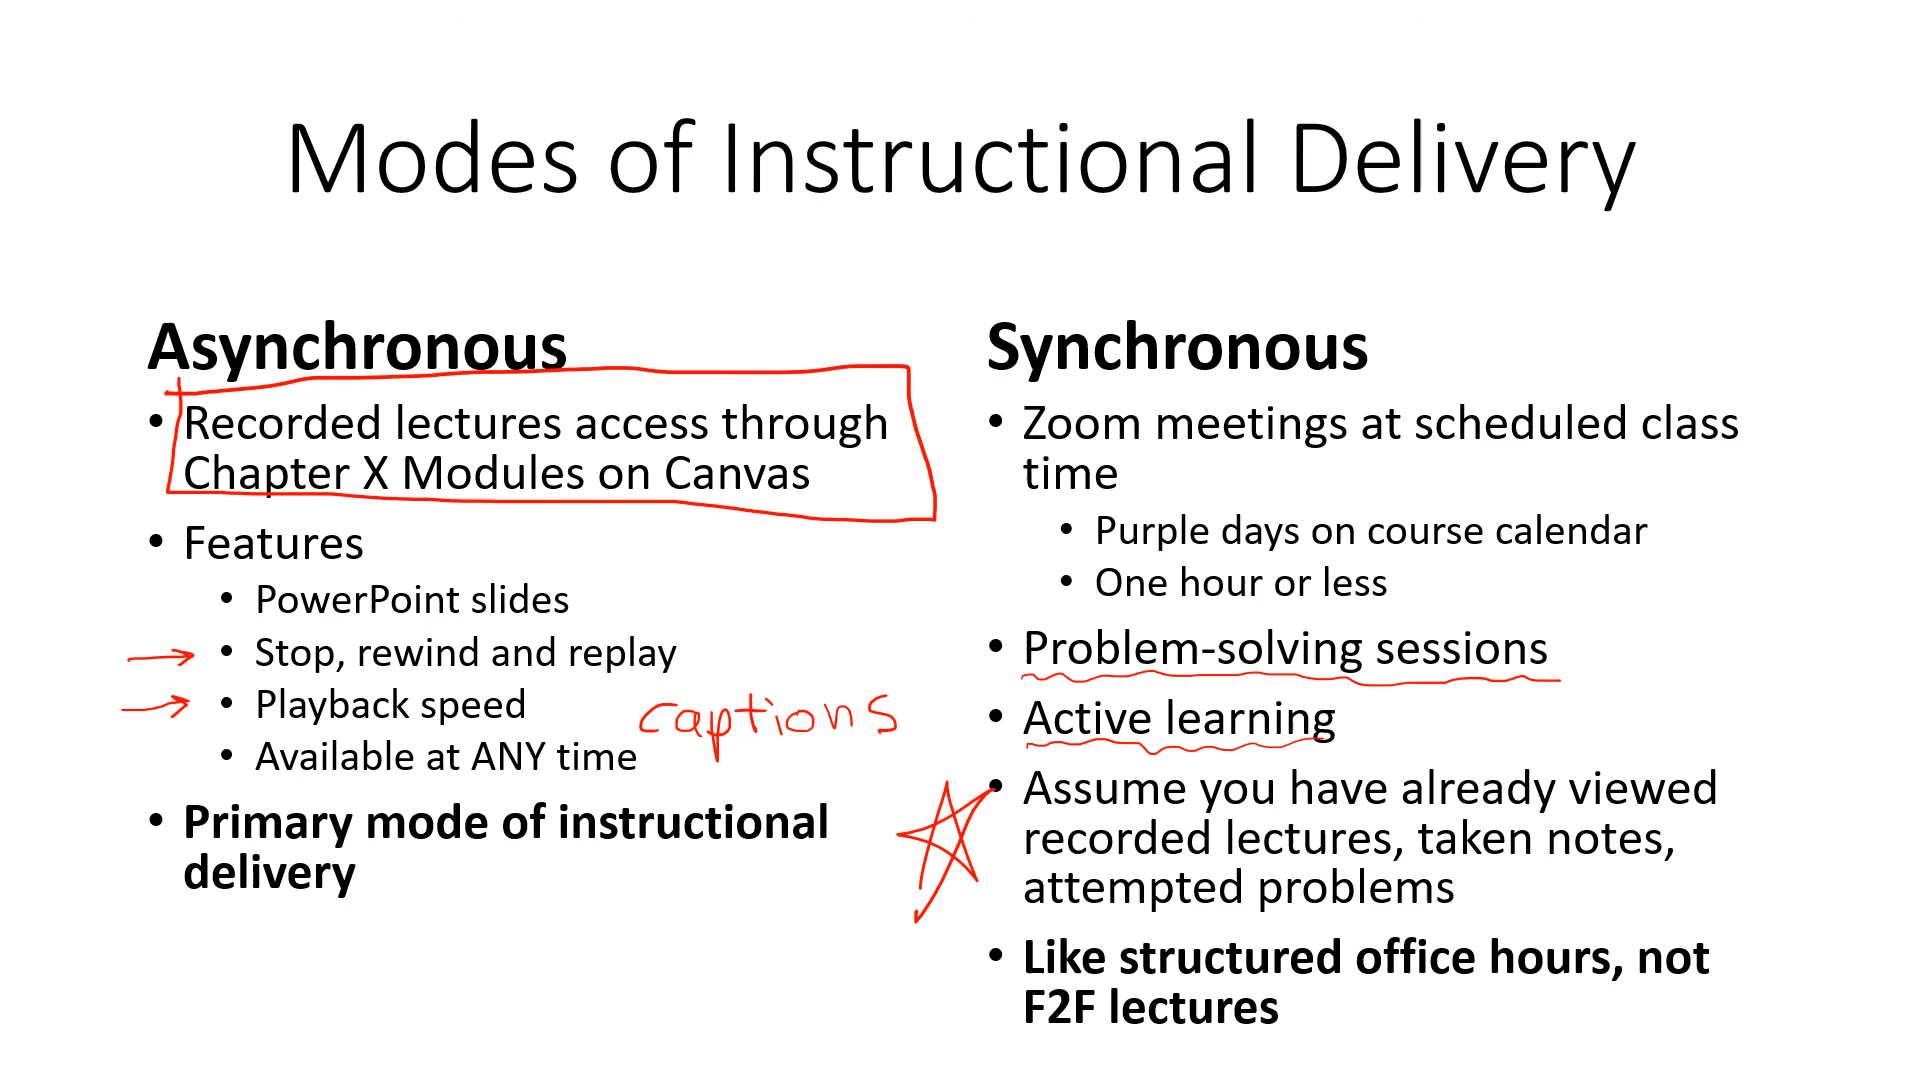 Modes of Instructional Delivery
Asynchronous
• Recorded lectures access through
Chapter X Modules on Canvas
• Features
• PowerPoint slides
• Stop, rewind and replay
• Playback speed
captions
• Available at ANY time
• Primary mode of instructional
delivery
Synchronous
• Zoom meetings at scheduled class
time
• Purple days on course calendar
• One hour or less
• Problem-solving sessions
• Active learning
• Assume you have already viewed
recorded lectures, taken notes,
attempted problems
• Like structured office hours, not
F2F lectures